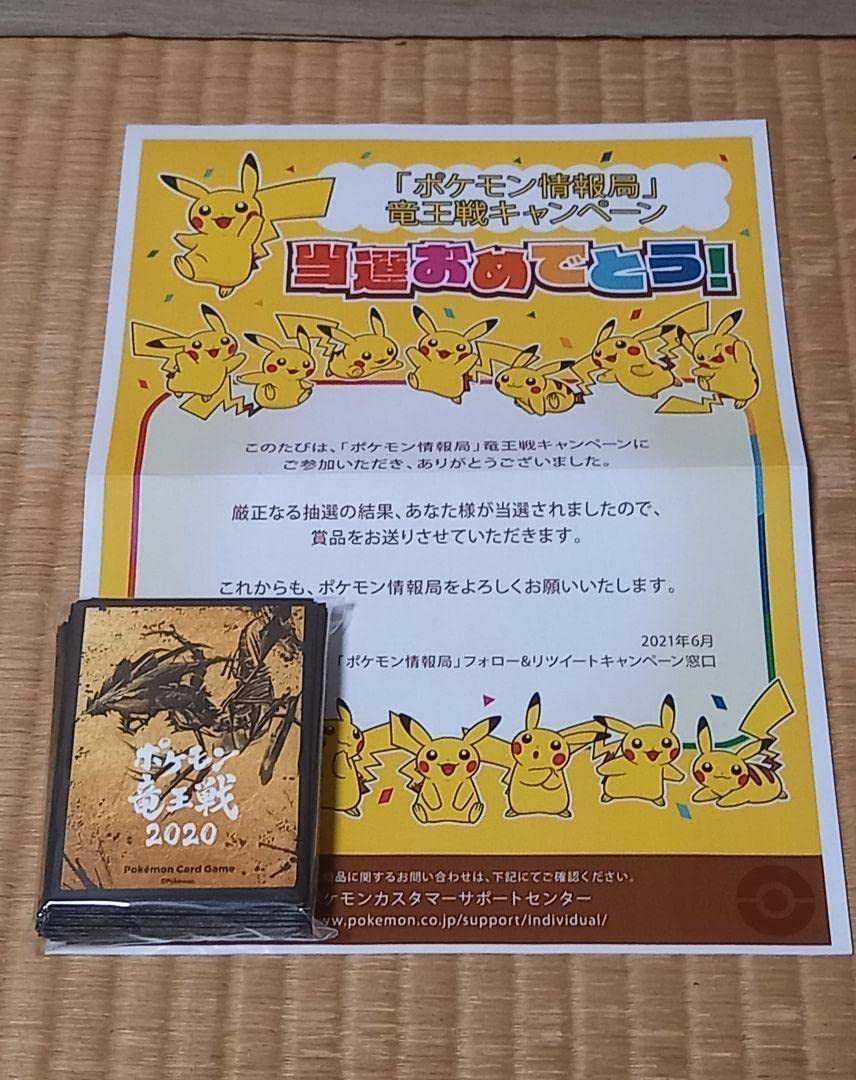 「ポケモン情報局」
竜王戦キャンペーン
当選おめでとう!
このたびは、「ポケモン情報局」竜王戦キャンペーンに
ご参加いただき、ありがとうございました。
厳正なる抽選の結果、あなた様が当選されましたので、
賞品をお送りさせていただきます。
これからも、ポケモン情報局をよろしくお願いいたします。
2021年6月
「ポケモン情報局」フォロー&リツイートキャンペーン窓口
ポケモン
竜王戦
2020
Pokémon Card Game
©Pokémon
品に関するお問い合わせは、下記にてご確認ください。
ケモンカスタマーサポートセンター
w.pokemon.co.jp/support/individual/